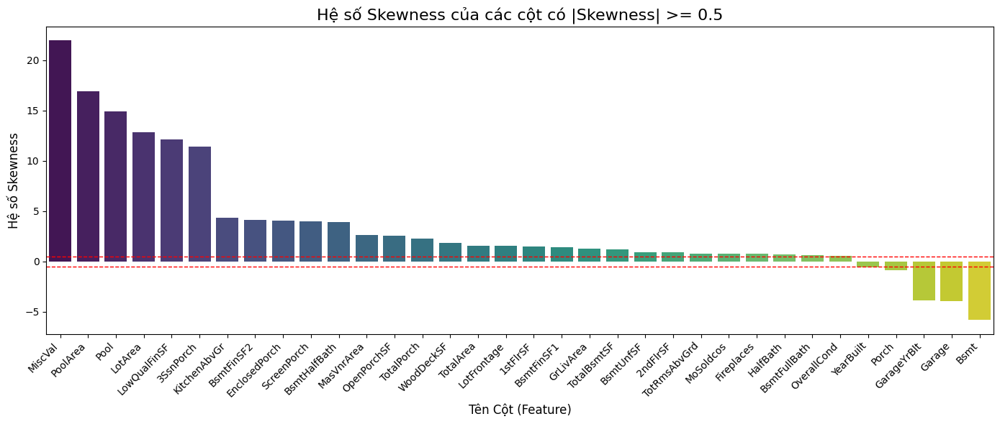 Hệ số Skewness của các cột có |Skewness| >= 0.5
Hệ số Skewness
20
15
10
5
0
−5
MiscVal
PoolArea
Pool
LotArea
LowQualFinSF
3SsnPorch
KitchenAbvGr
BsmtFinSF2
EnclosedPorch
ScreenPorch
BsmtHalfBath
MasVnrArea
OpenPorchSF
TotalPorch
WoodDeckSF
TotalArea
LotFrontage
1stFlrSF
BsmtFinSF1
GrLivArea
TotalBsmtSF
BsmtUnfSF
2ndFlrSF
TotRmsAbvGrd
MoSoldcos
Fireplaces
HalfBath
BsmtFullBath
OverallCond
YearBuilt
Porch
GarageYrBlt
Garage
Bsmt
Tên Cột (Feature)